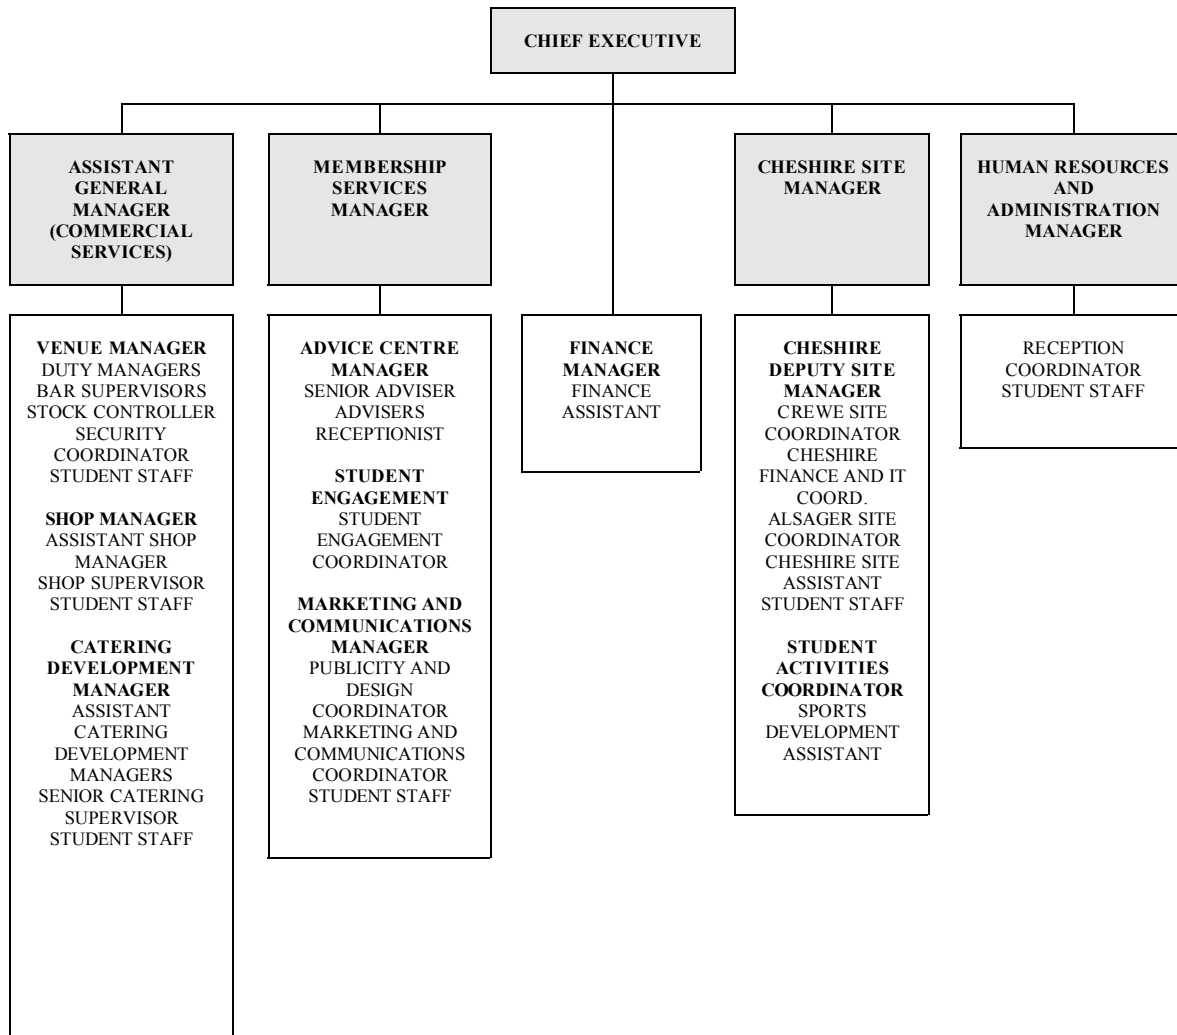 CHIEF EXECUTIVE
ASSISTANT
GENERAL
MANAGER
(COMMERCIAL
SERVICES)
MEMBERSHIP
SERVICES
MANAGER
CHESHIRE SITE
MANAGER
HUMAN RESOURCES
AND
ADMINISTRATION
MANAGER
VENUE MANAGER
DUTY MANAGERS
BAR SUPERVISORS
STOCK CONTROLLER
SECURITY
COORDINATOR
STUDENT STAFF
SHOP MANAGER
ASSISTANT SHOP
MANAGER
SHOP SUPERVISOR
STUDENT STAFF
CATERING
DEVELOPMENT
MANAGER
ASSISTANT
CATERING
DEVELOPMENT
MANAGERS
SENIOR CATERING
SUPERVISOR
STUDENT STAFF
ADVICE CENTRE
MANAGER
SENIOR ADVISER
ADVISERS
RECEPTIONIST
STUDENT
ENGAGEMENT
STUDENT
ENGAGEMENT
COORDINATOR
MARKETING AND
COMMUNICATIONS
MANAGER
PUBLICITY AND
DESIGN
COORDINATOR
MARKETING AND
COMMUNICATIONS
COORDINATOR
STUDENT STAFF
FINANCE
MANAGER
FINANCE
ASSISTANT
CHESHIRE
DEPUTY SITE
MANAGER
CREWE SITE
COORDINATOR
CHESHIRE
FINANCE AND IT
COORD.
ALSAGER SITE
COORDINATOR
CHESHIRE SITE
ASSISTANT
STUDENT STAFF
STUDENT
ACTIVITIES
COORDINATOR
SPORTS
DEVELOPMENT
ASSISTANT
RECEPTION
COORDINATOR
STUDENT STAFF